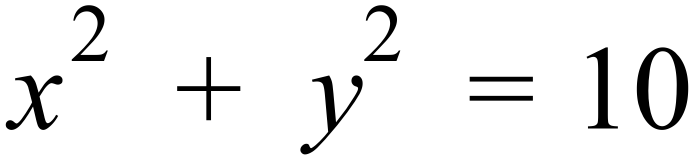 x² + y² = 10